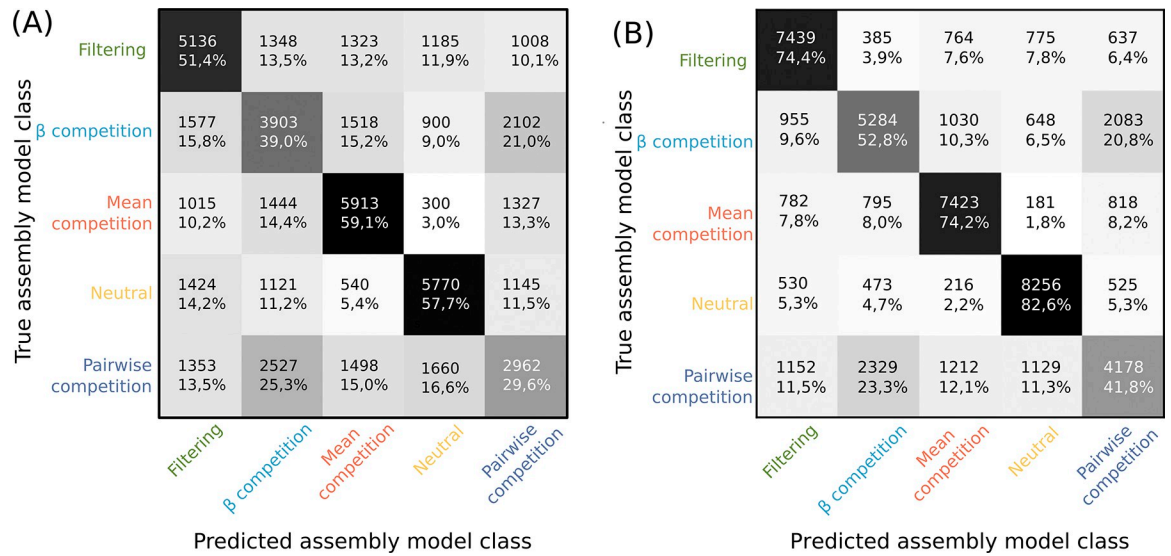 (A)
True assembly model class
Filtering
5136 1348 1323 1185 1008
51,4% 13,5% 13,2% 11,9% 10,1%
β competition
1577 3903 1518 900 2102
15,8% 39,0% 15,2% 9,0% 21,0%
Mean
competition
1015 1444 5913 300 1327
10,2% 14,4% 59,1% 3,0% 13,3%
Neutral
1424 1121 540 5770 1145
14,2% 11,2% 5,4% 57,7% 11,5%
Pairwise
competition
1353 2527 1498 1660 2962
13,5% 25,3% 15,0% 16,6% 29,6%
Filtering
β competition
Mean
competition
Neutral
Pairwise
competition
Predicted assembly model class
(B)
True assembly model class
Filtering
7439 385 764 775 637
74,4% 3,9% 7,6% 7,8% 6,4%
β competition
955 5284 1030 648 2083
9,6% 52,8% 10,3% 6,5% 20,8%
Mean
competition
782 795 7423 181 818
7,8% 8,0% 74,2% 1,8% 8,2%
Neutral
530 473 216 8256 525
5,3% 4,7% 2,2% 82,6% 5,3%
Pairwise
competition
1152 2329 1212 1129 4178
11,5% 23,3% 12,1% 11,3% 41,8%
Filtering
β competition
Mean
competition
Neutral
Pairwise
competition
Predicted assembly model class